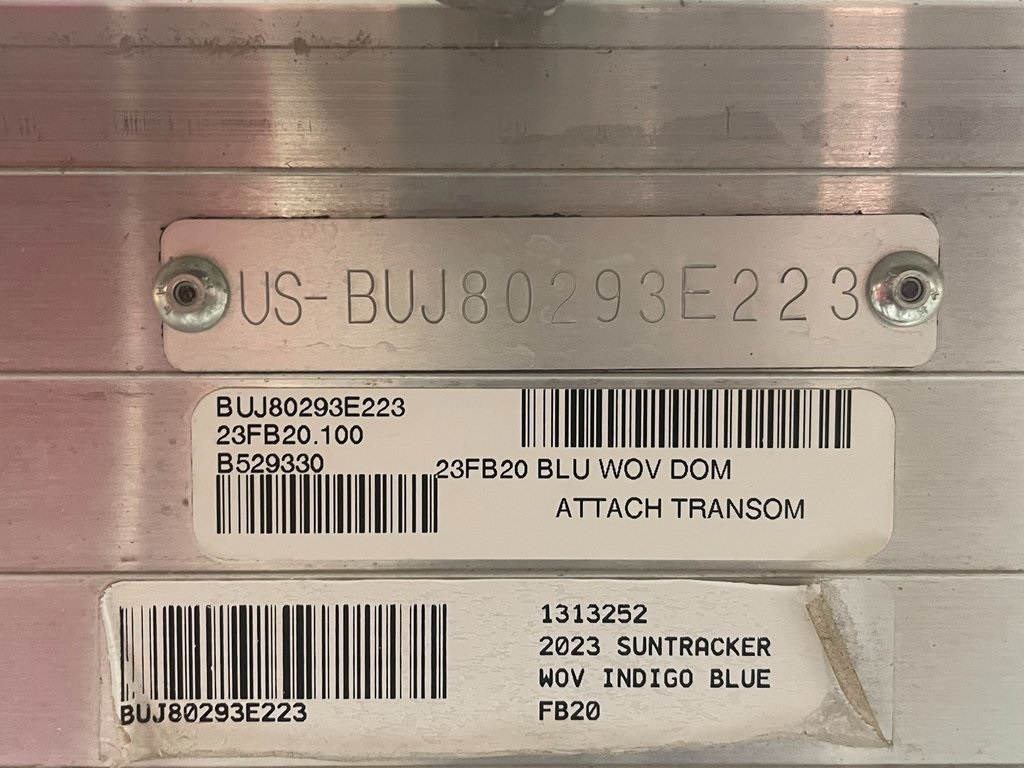 US-BUJ80293E223
BUJ80293E223
23FB20.100
B529330
23FB20 BLU WOV DOM
ATTACH TRANSOM
1313252
2023 SUNTRACKER
WOV INDIGO BLUE
FB20
BUJ80293E223